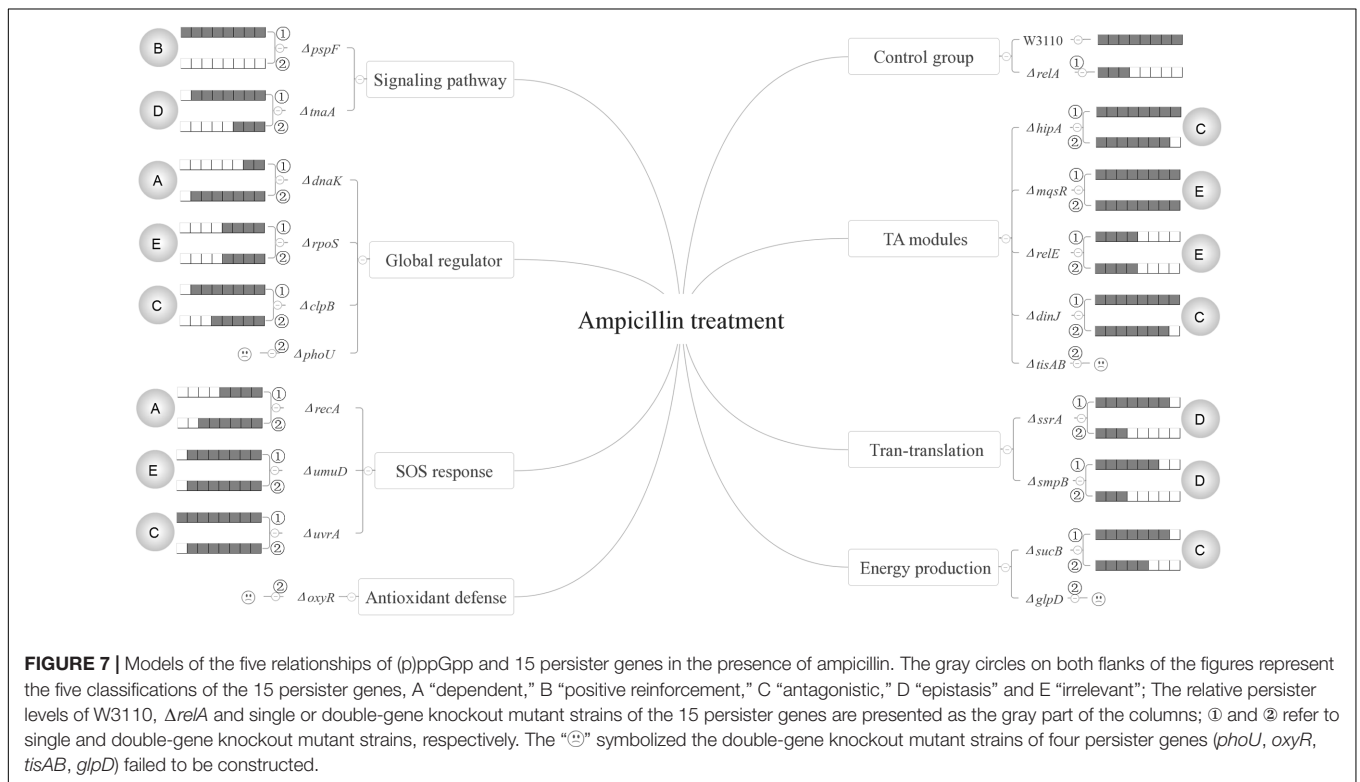 B
①
②
ΔpspF
D
①
②
ΔtnaA
Signaling pathway
A
①
②
ΔdnaK
E
①
②
ΔrpoS
C
①
②
ΔclpB
②
ΔphoU
Global regulator
A
①
②
ΔrecA
E
①
②
ΔumuD
C
①
②
ΔuvrA
SOS response
②
ΔoxyR
Antioxidant defense
Ampicillin treatment
Control group
W3110
①
ΔrelA
TA modules
ΔhipA
①
②
C
ΔmqsR
①
②
E
ΔrelE
①
②
E
ΔdinJ
①
②
C
ΔtisAB
②
Tran-translation
ΔssrA
①
②
D
ΔsmpB
①
②
D
Energy production
ΔsucB
①
②
C
ΔglpD
②
FIGURE 7 | Models of the five relationships of (p)ppGpp and 15 persister genes in the presence of ampicillin. The gray circles on both flanks of the figures represent
the five classifications of the 15 persister genes, A “dependent,” B “positive reinforcement,” C “antagonistic,” D “epistasis” and E “irrelevant”; The relative persister
levels of W3110, ΔrelA and single or double-gene knockout mutant strains of the 15 persister genes are presented as the gray part of the columns; ① and ② refer to
single and double-gene knockout mutant strains, respectively. The “☹” symbolized the double-gene knockout mutant strains of four persister genes (phoU, oxyR,
tisAB, glpD) failed to be constructed.